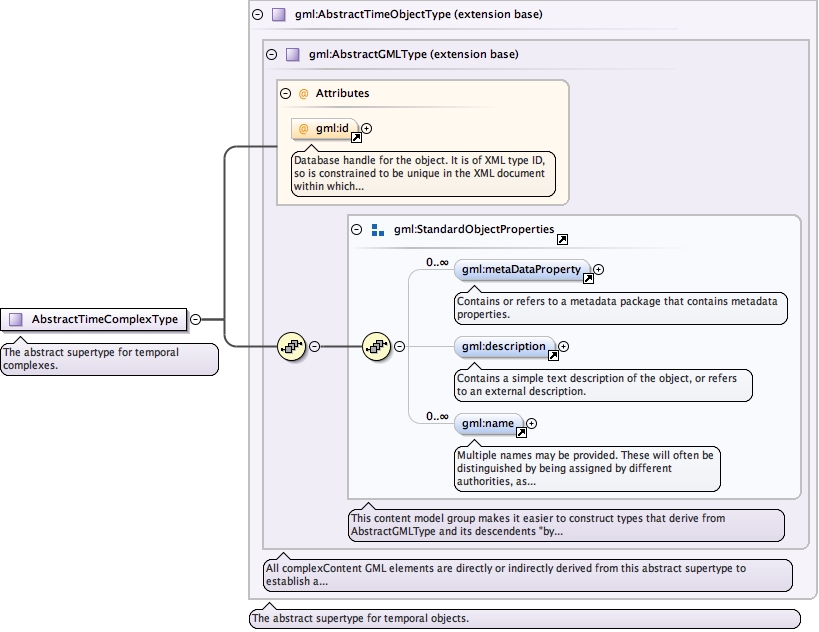 gml:AbstractTimeObjectType (extension base)
gml:AbstractGMLType (extension base)
@ Attributes
@ gml:id
Database handle for the object. It is of XML type ID,
so is constrained to be unique in the XML document
within which...
gml:StandardObjectProperties
0..∞
gml:metaDataProperty
Contains or refers to a metadata package that contains metadata
properties.
AbstractTimeComplexType
The abstract supertype for temporal
complexes.
gml:description
Contains a simple text description of the object, or refers
to an external description.
0..∞
gml:name
Multiple names may be provided. These will often be
distinguished by being assigned by different
authorities, as...
This content model group makes it easier to construct types that derive from
AbstractGMLType and its descendents "by...
All complexContent GML elements are directly or indirectly derived from this abstract supertype to
establish a...
The abstract supertype for temporal objects.